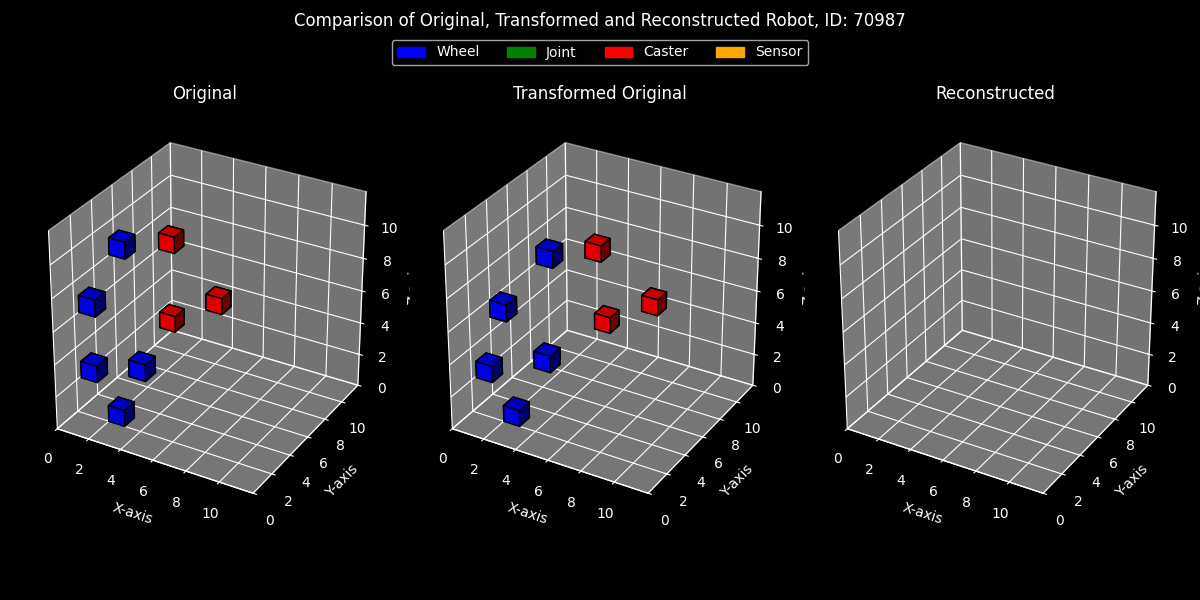 Comparison of Original, Transformed and Reconstructed Robot, ID: 70987
Wheel Joint Caster Sensor
Original Transformed Original Reconstructed
10 10 10
8 8 8
6 6 6
4 4 4
2 2 2
0 0 0
10 10 10
8 8 8
0 6 0 6 0 6
2 4 2 4 2 4
4 2 4 2 4 2
6 0 6 0 6 0
8 8 8
10 10 10
X-axis Y-axis X-axis Y-axis X-axis Y-axis